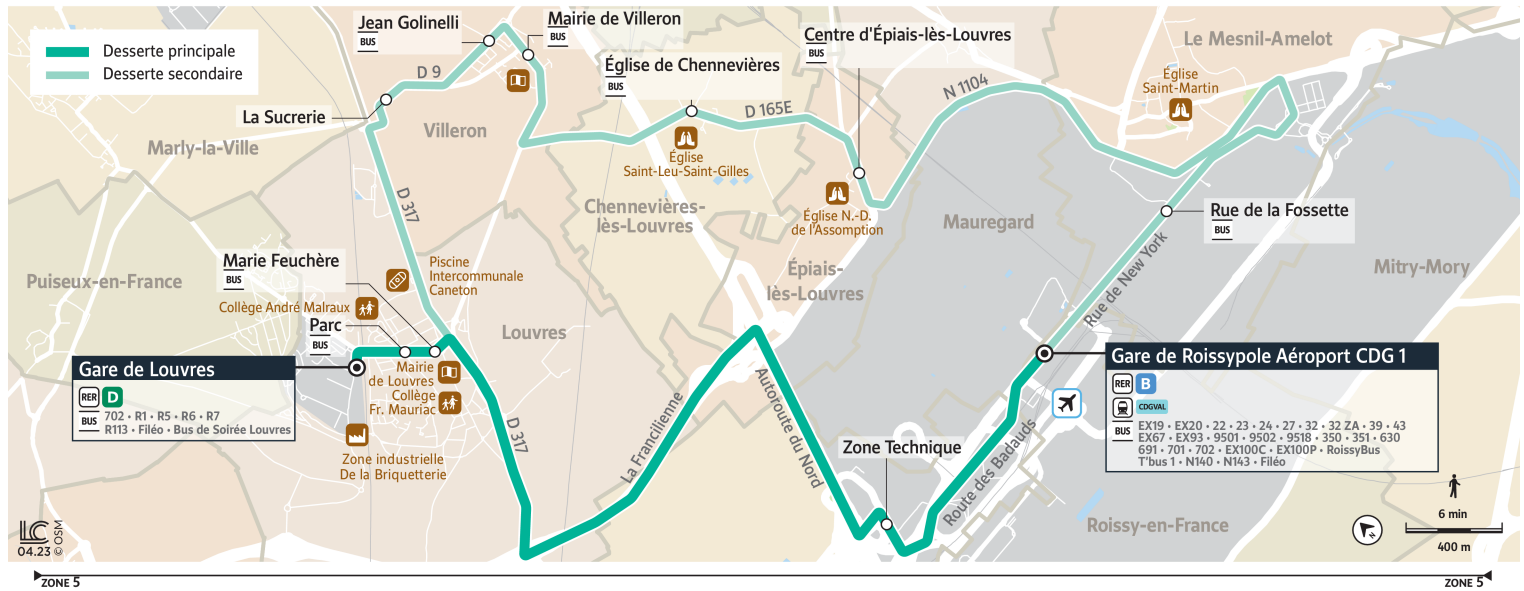 Desserte principale
Desserte secondaire
Jean Golinelli
BUS
Mairie de Villeron
BUS
Centre d'Épiais-lès-Louvres
BUS
Le Mesnil-Amelot
Église de Chennevières
BUS
D 9
D 165E
N 1104
Église
Saint-Martin
La Sucrerie
Villeron
Marly-la-Ville
Église
Saint-Leu-Saint-Gilles
D 317
Chennevières-
lès-Louvres
Église N.-D.
de l'Assomption
Mauregard
Rue de la Fossette
BUS
Marie Feuchère
BUS
Piscine
Intercommunale
Caneton
Puiseux-en-France
Épiais-
lès-Louvres
Rue de New York
Mitry-Mory
Collège André Malraux
Parc
BUS
Louvres
Gare de Louvres
RER D
BUS
702 • R1 • R5 • R6 • R7
R113 • Filéo • Bus de Soirée Louvres
Mairie
de Louvres
Collège
Fr. Mauriac
D 317
La Francilienne
Autoroute du Nord
Gare de Roissypole Aéroport CDG 1
RER B
CDGVAL
BUS
EX19 • EX20 • 22 • 23 • 24 • 27 • 32 • 32 ZA • 39 • 43
EX67 • EX93 • 9501 • 9502 • 9518 • 350 • 351 • 630
691 • 701 • 702 • EX100C • EX100P • RoissyBus
T'bus 1 • N140 • N143 • Filéo
Zone industrielle
De la Briquetterie
Zone Technique
Route des Badauds
Roissy-en-France
6 min
400 m
N
LC
04.23
© OSM
ZONE 5
ZONE 5